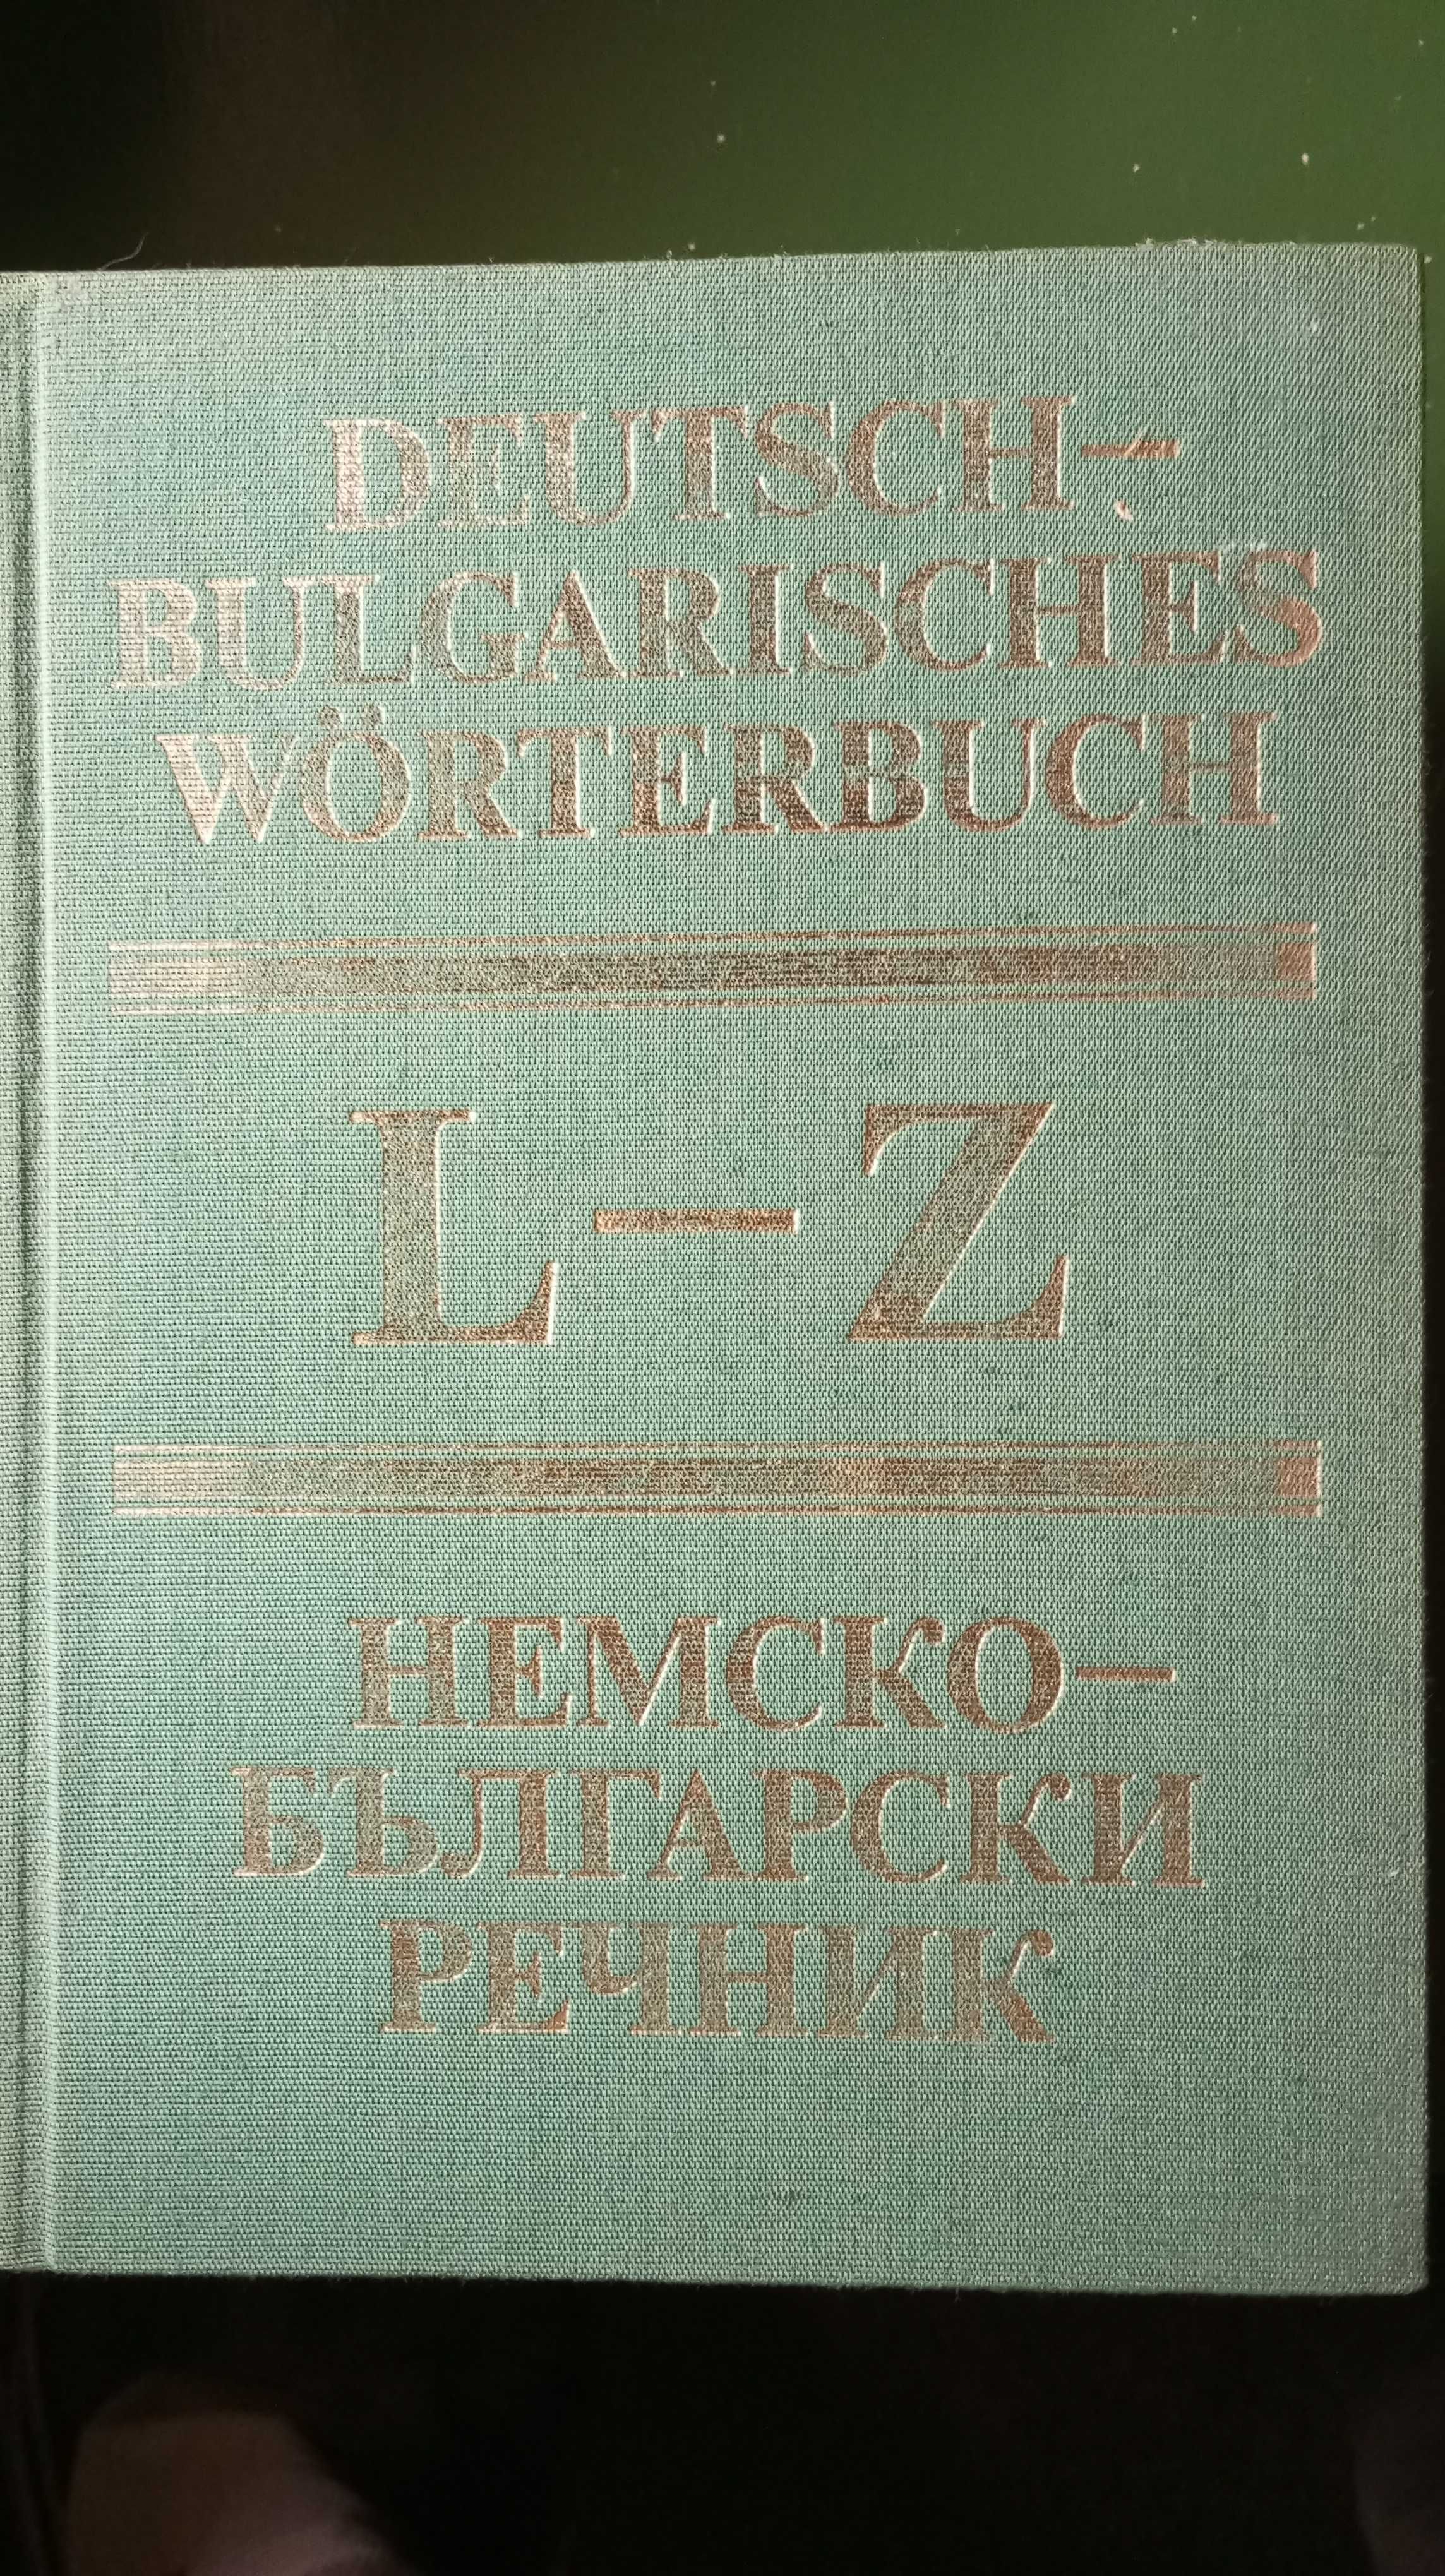 DEUTSCH–
BULGARISCHES
WÖRTERBUCH
L–Z
НЕМСКО–
БЪЛГАРСКИ
РЕЧНИК